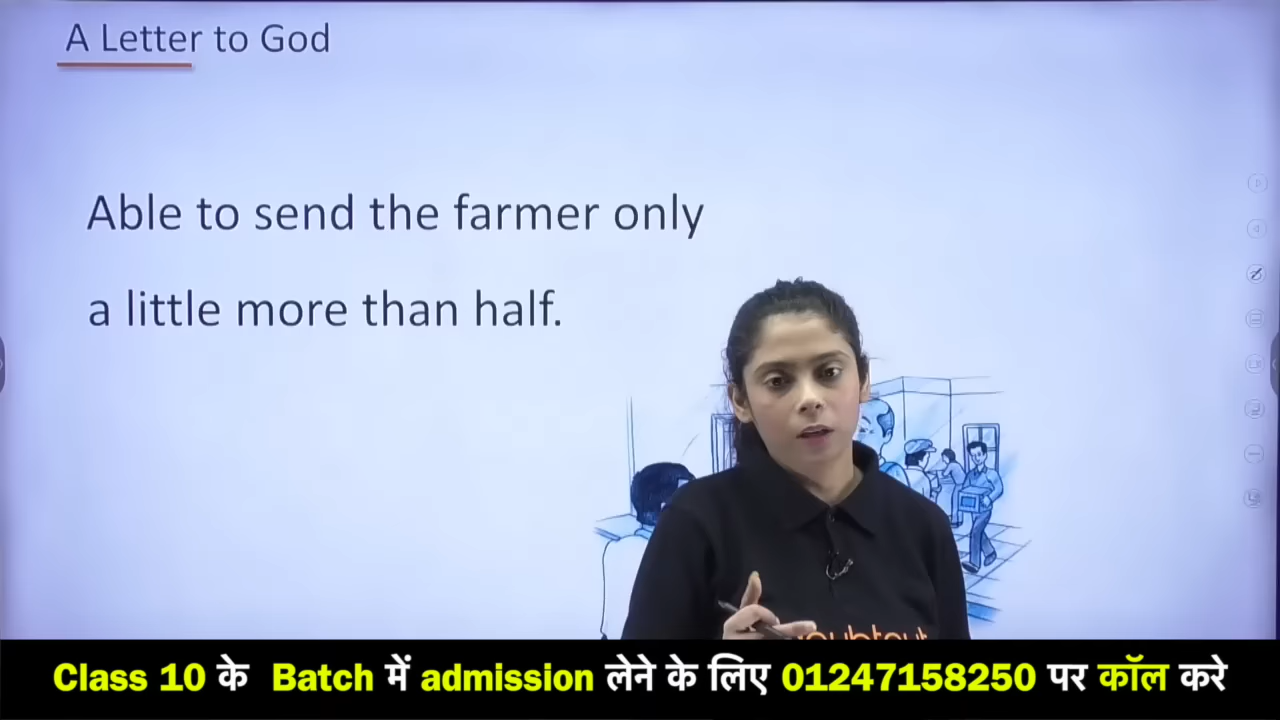 A Letter to God
Able to send the farmer only
a little more than half.
Class 10 के Batch में admission लेने के लिए 01247158250 पर कॉल करे